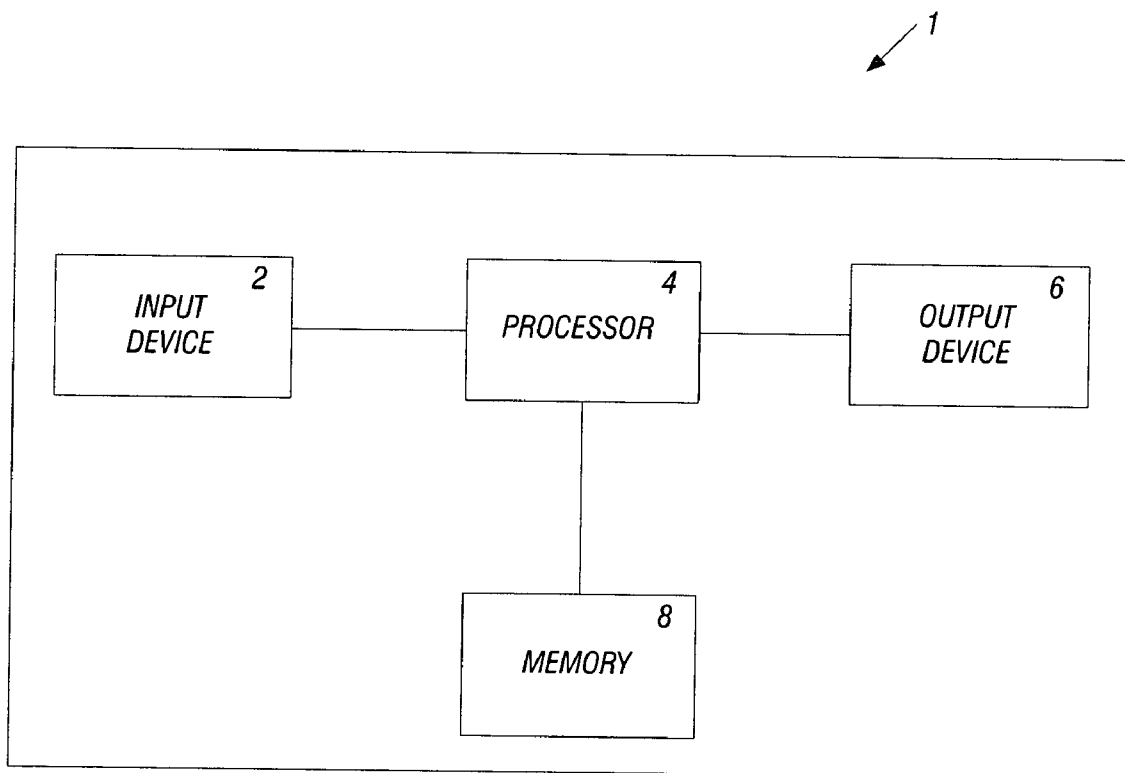 1
2
INPUT
DEVICE
4
PROCESSOR
6
OUTPUT
DEVICE
8
MEMORY